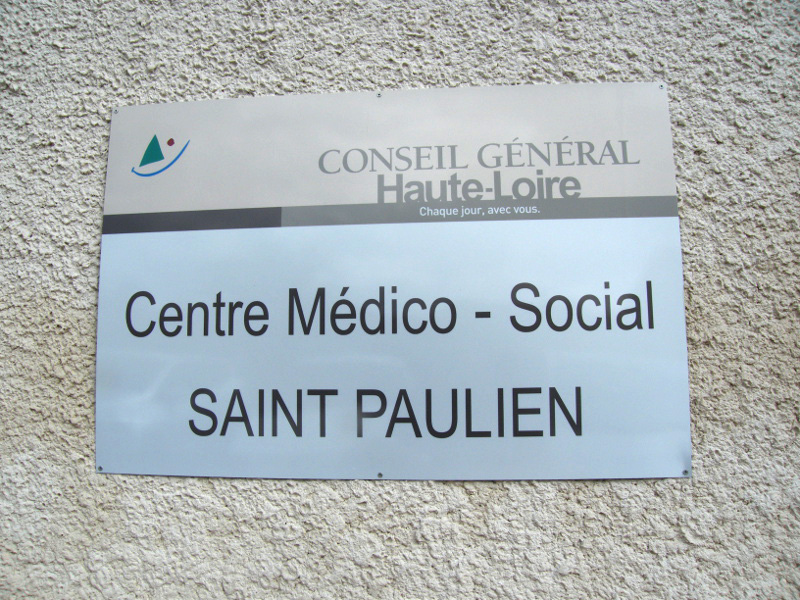 CONSEIL GÉNÉRAL
Haute-Loire
Chaque jour, avec vous.
Centre Médico - Social
SAINT PAULIEN